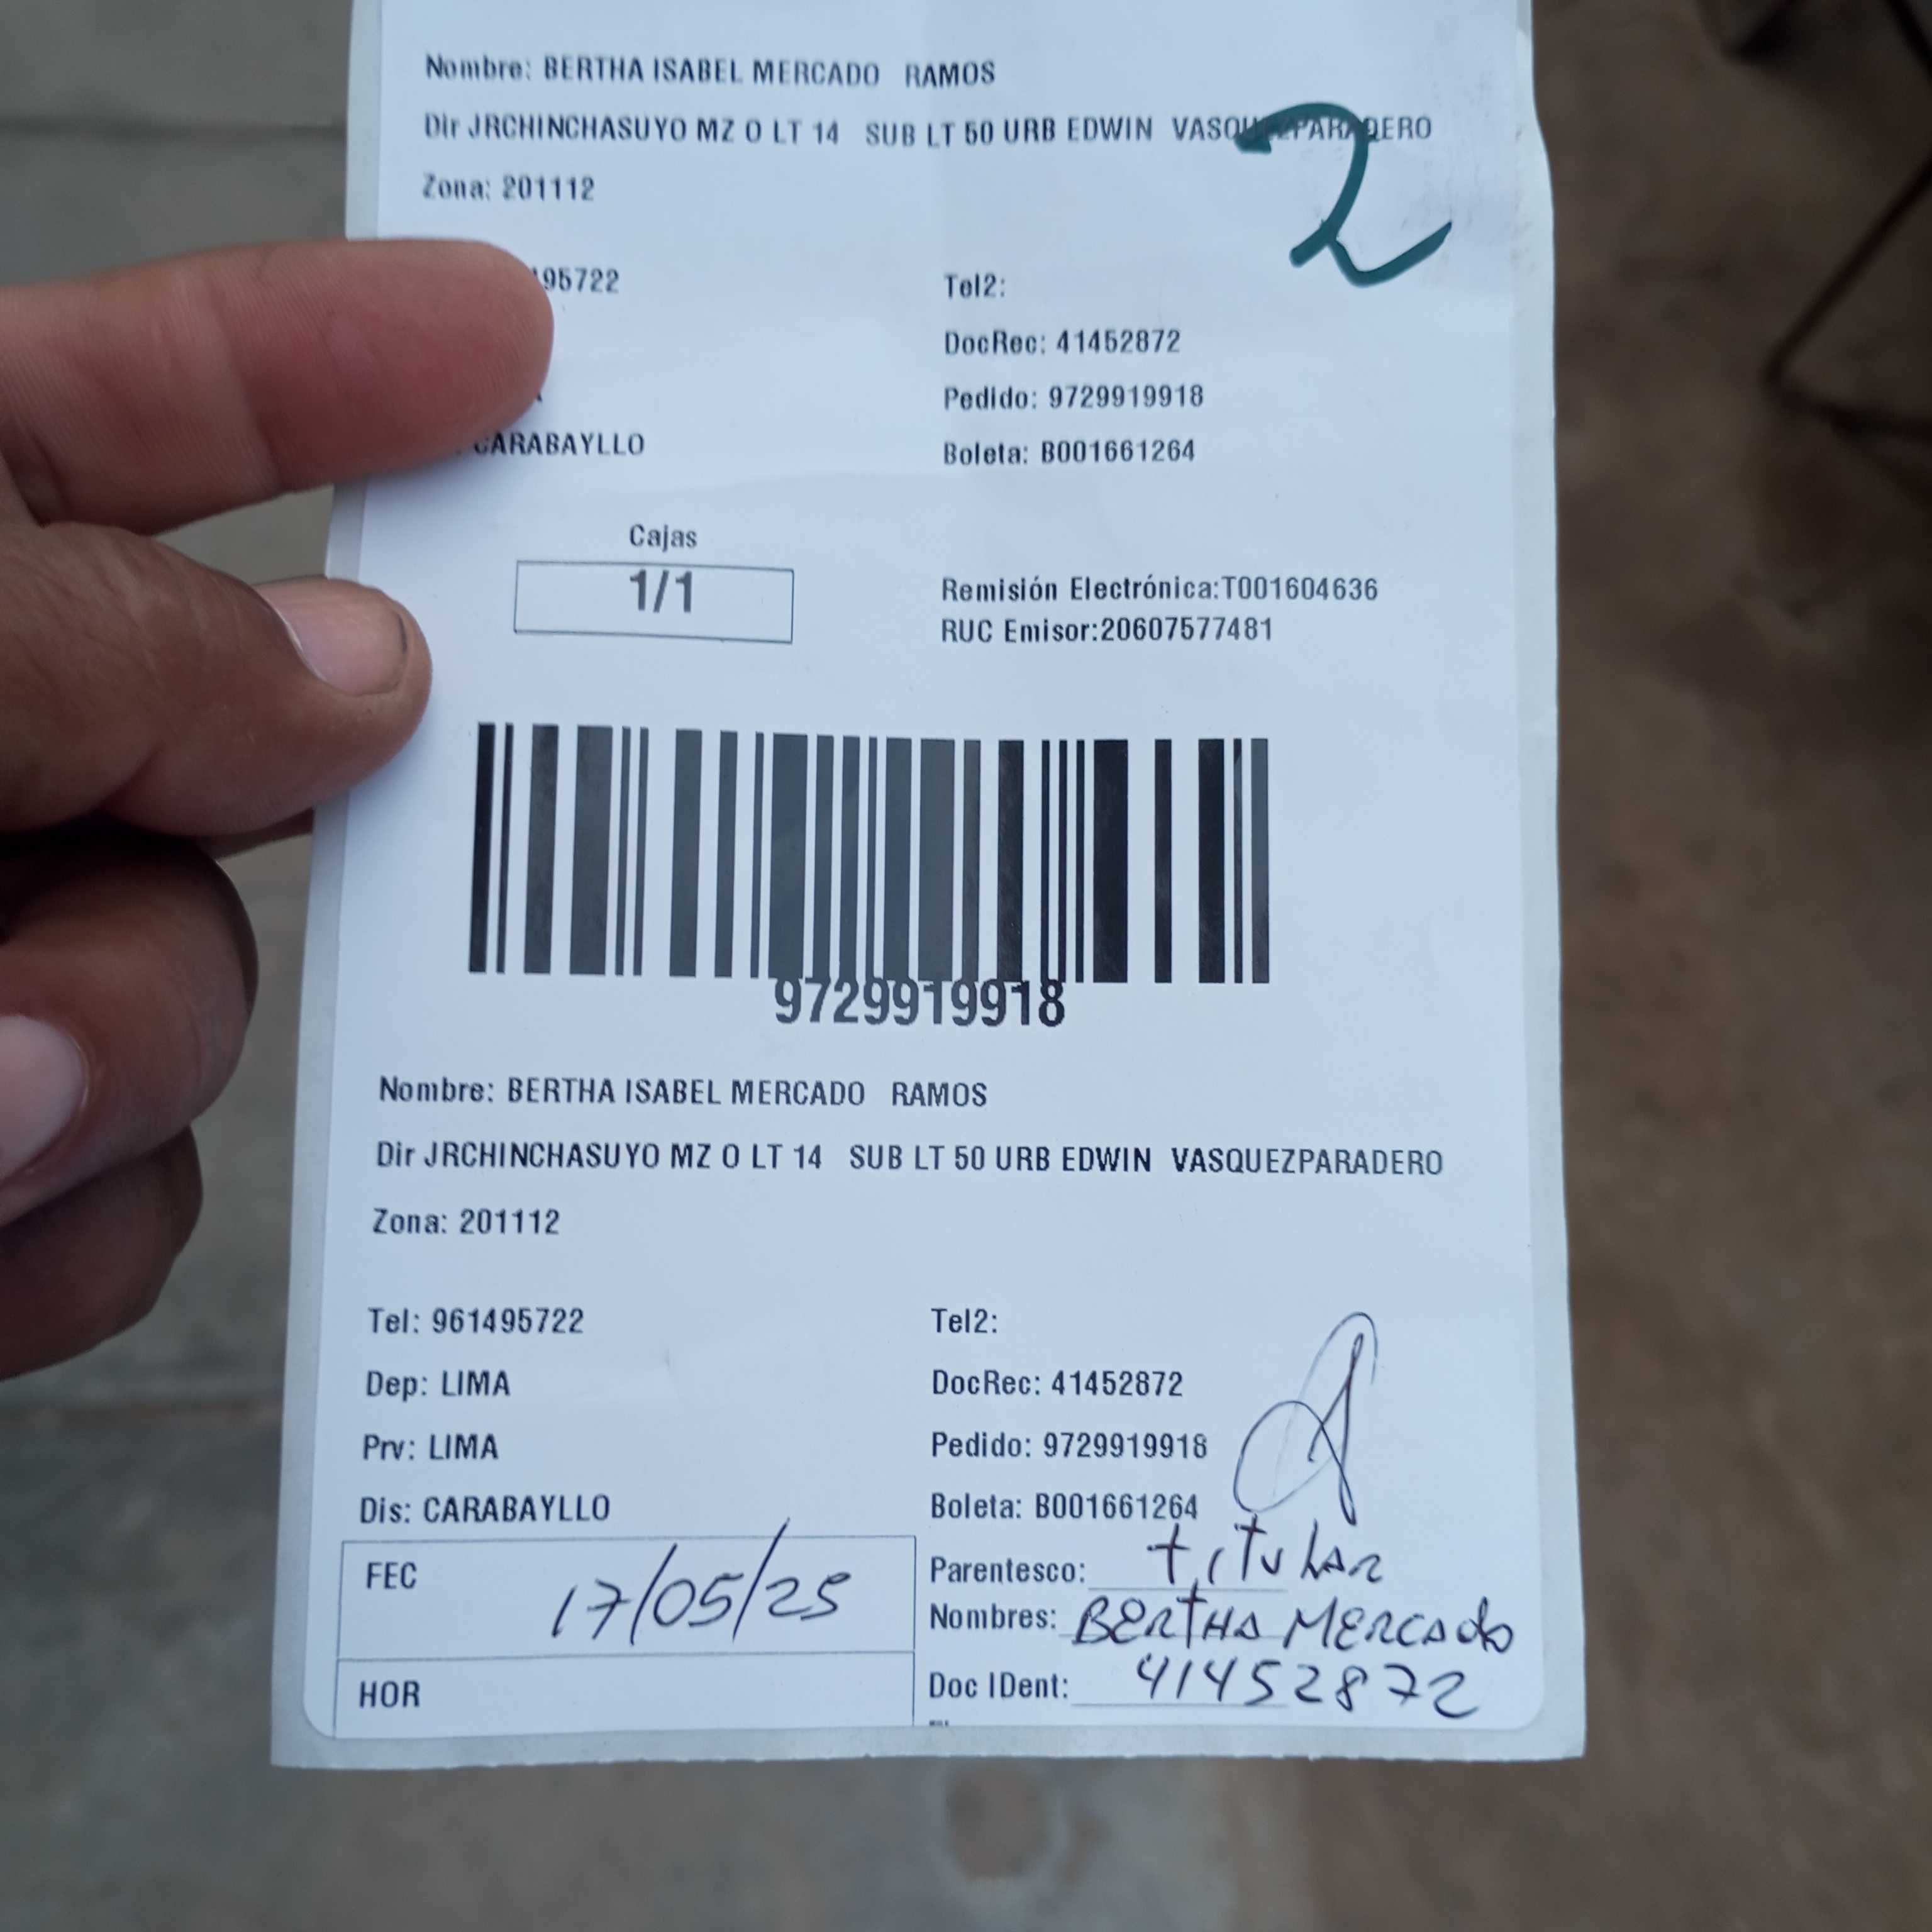 Nombre: BERTHA ISABEL MERCADO RAMOS
Dir JRCHINCHASUYO MZ O LT 14 SUB LT 50 URB EDWIN VASQUEZPARADERO
2
Zona: 201112
95722 Tel2:
DocRec: 41452872
Pedido: 9729919918
CARABAYLLO Boleta: B001661264
Cajas
1/1
Remisión Electrónica:T001604636
RUC Emisor:20607577481
9729919918
Nombre: BERTHA ISABEL MERCADO RAMOS
Dir JRCHINCHASUYO MZ O LT 14 SUB LT 50 URB EDWIN VASQUEZPARADERO
Zona: 201112
Tel: 961495722 Tel2:
Dep: LIMA DocRec: 41452872
Prv: LIMA Pedido: 9729919918
Dis: CARABAYLLO Boleta: B001661264
FEC 17/05/25 Parentesco: titular
Nombres: BERTHA MERCADO
HOR Doc IDent: 41452872